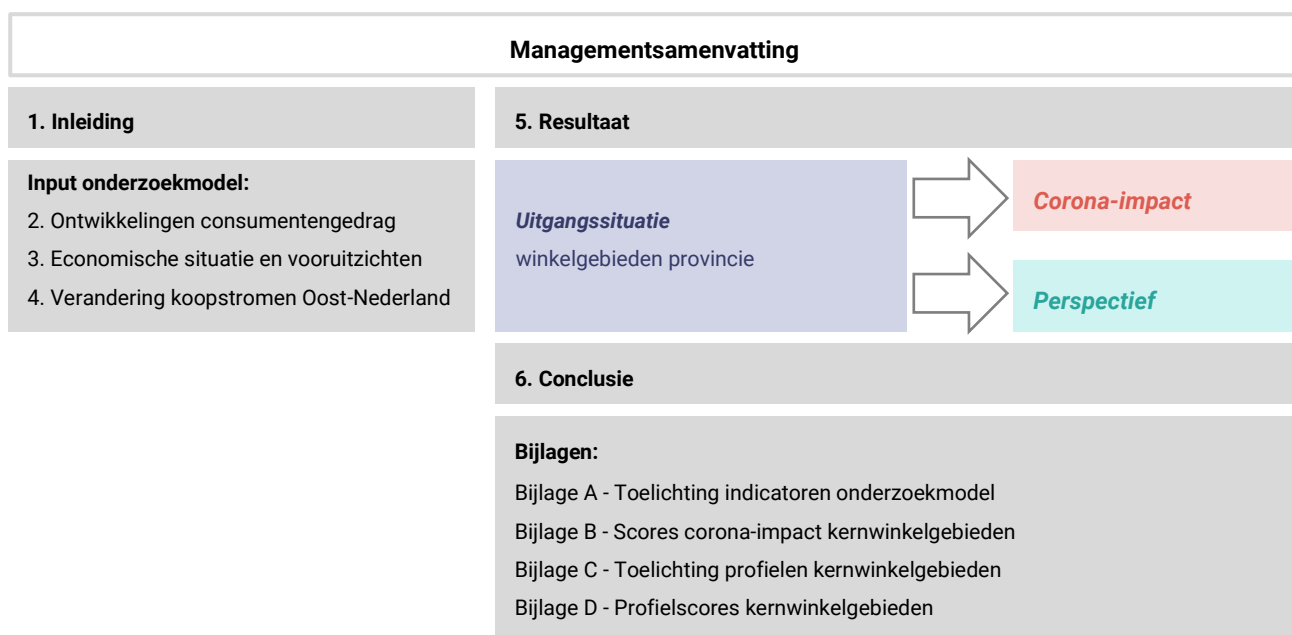 Managementsamenvatting
1. Inleiding
Input onderzoekmodel:
2. Ontwikkelingen consumentengedrag
3. Economische situatie en vooruitzichten
4. Verandering koopstromen Oost-Nederland
5. Resultaat
Uitgangssituatie
winkelgebieden provincie
Corona-impact
Perspectief
6. Conclusie
Bijlagen:
Bijlage A - Toelichting indicatoren onderzoekmodel
Bijlage B - Scores corona-impact kernwinkelgebieden
Bijlage C - Toelichting profielen kernwinkelgebieden
Bijlage D - Profielscores kernwinkelgebieden